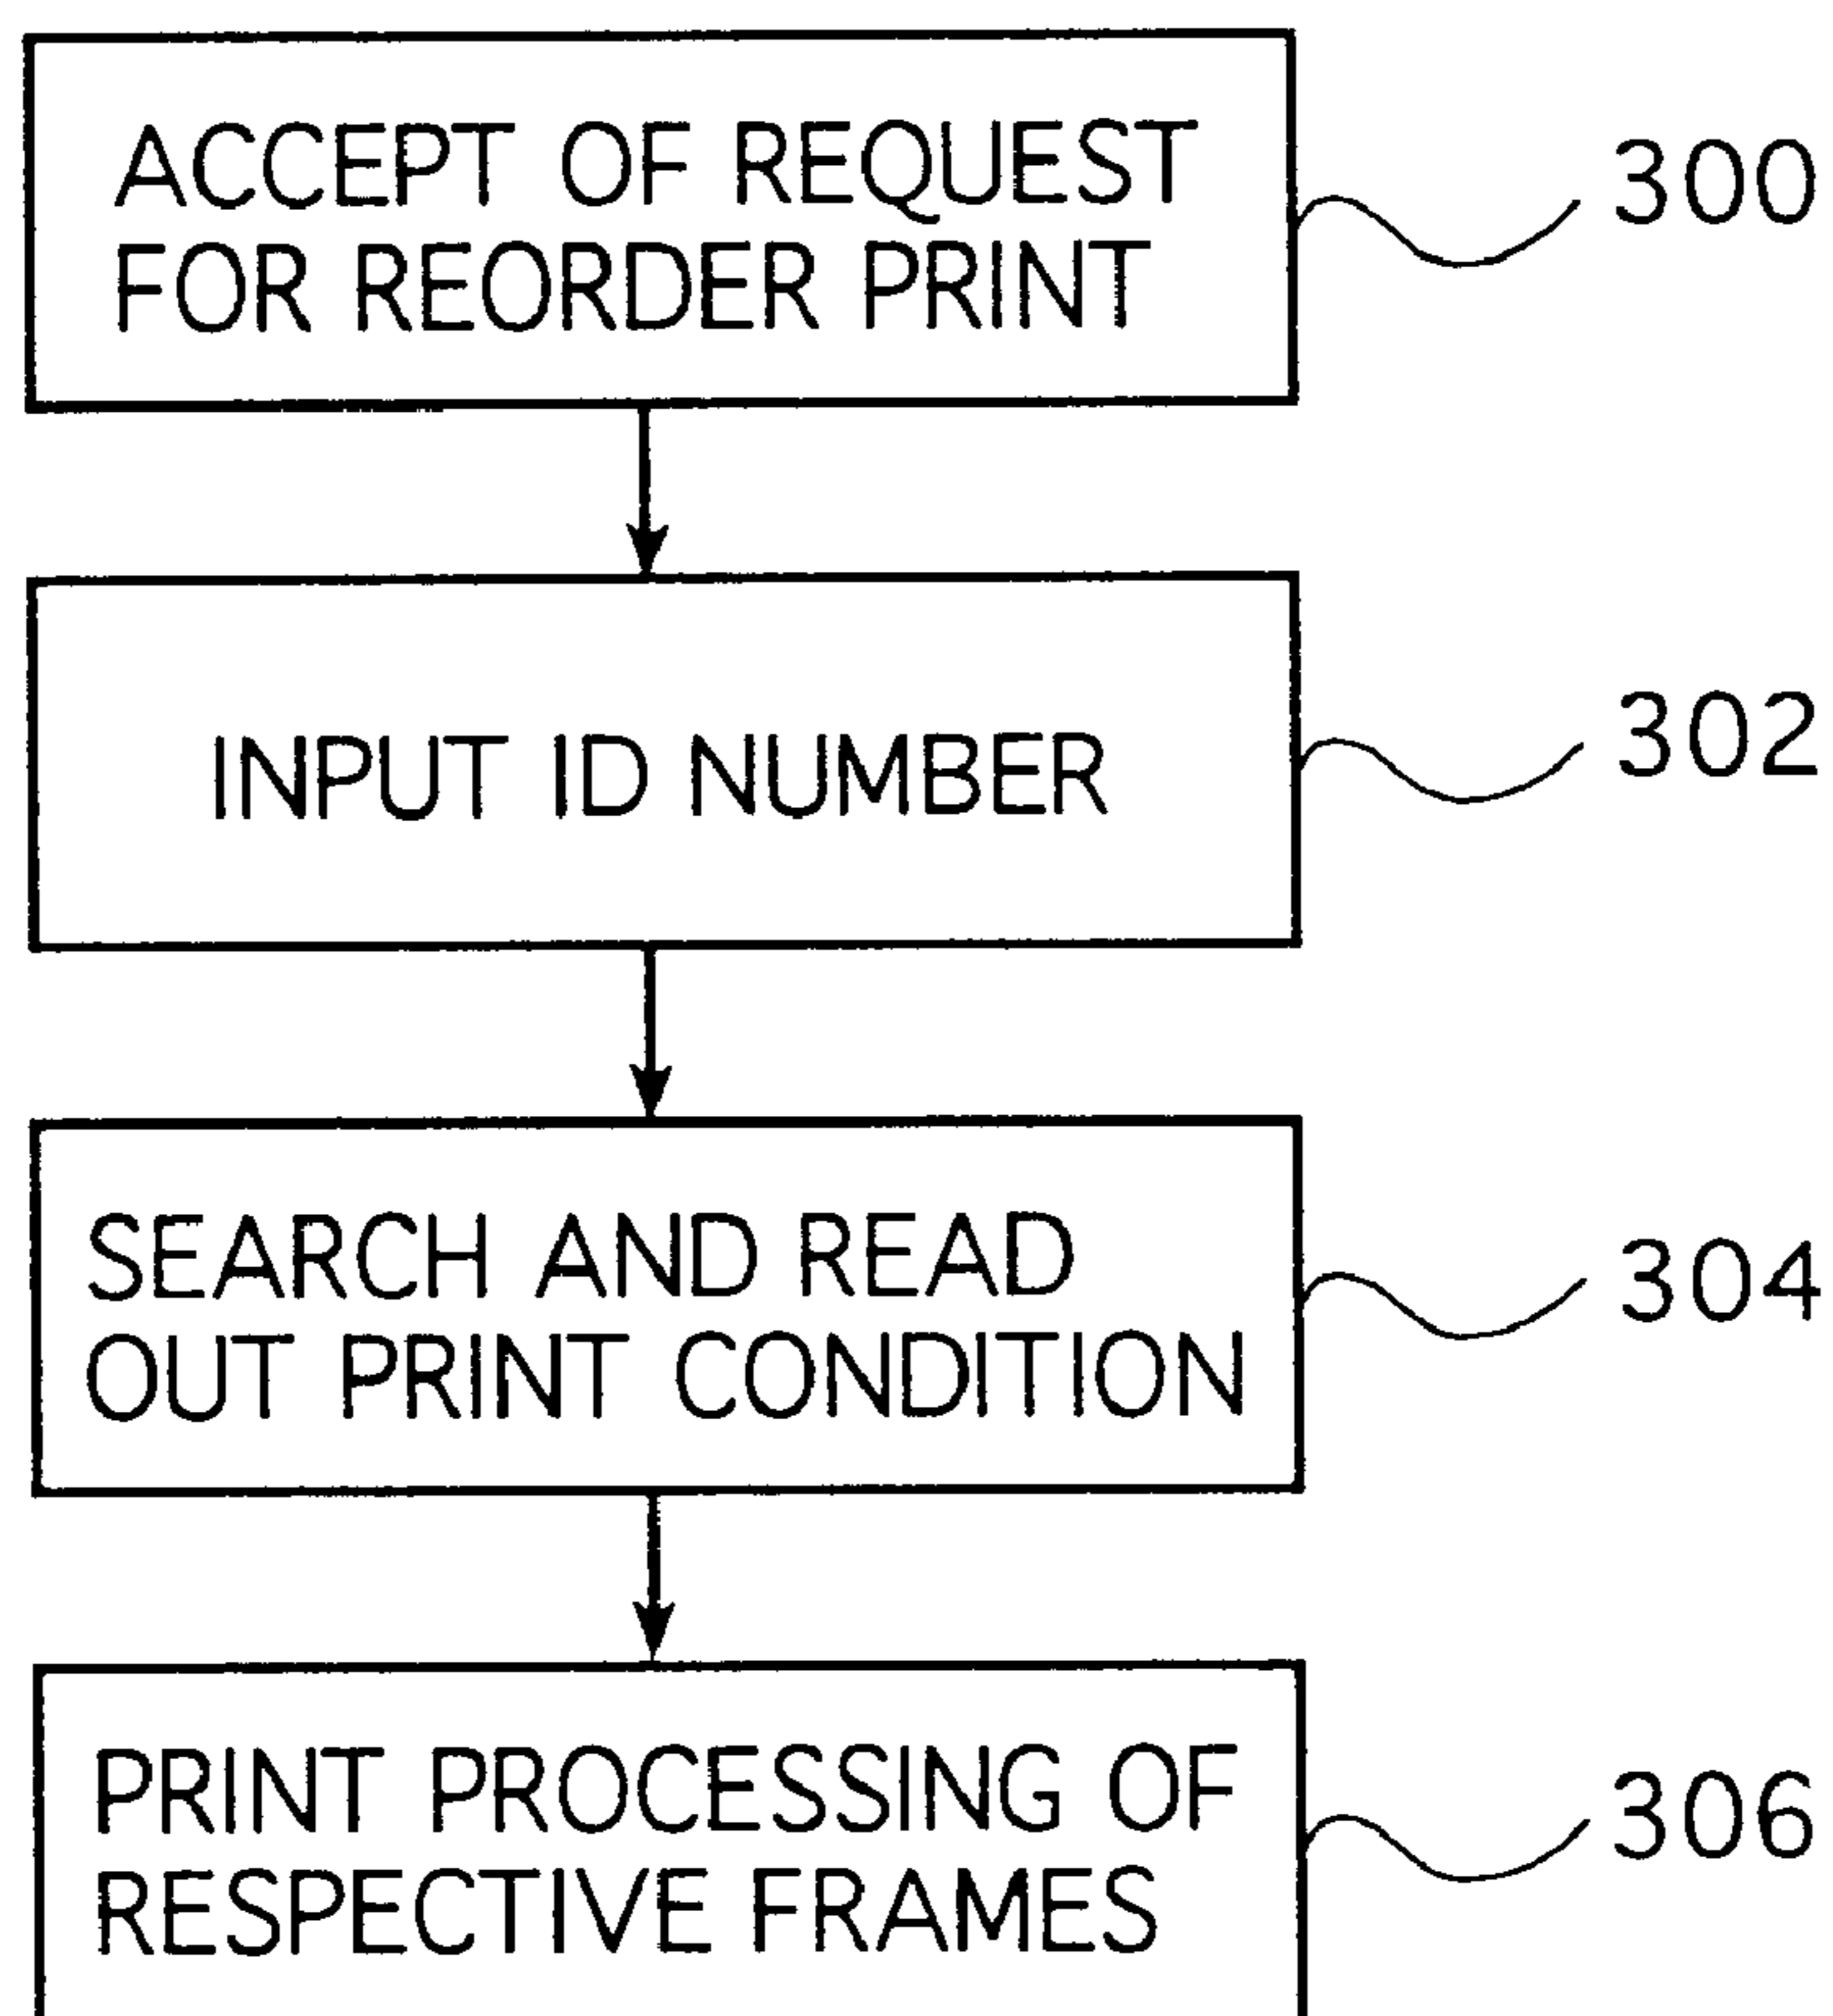 ACCEPT OF REQUEST
FOR REORDER PRINT
300
INPUT ID NUMBER
302
SEARCH AND READ
OUT PRINT CONDITION
304
PRINT PROCESSING OF
RESPECTIVE FRAMES
306